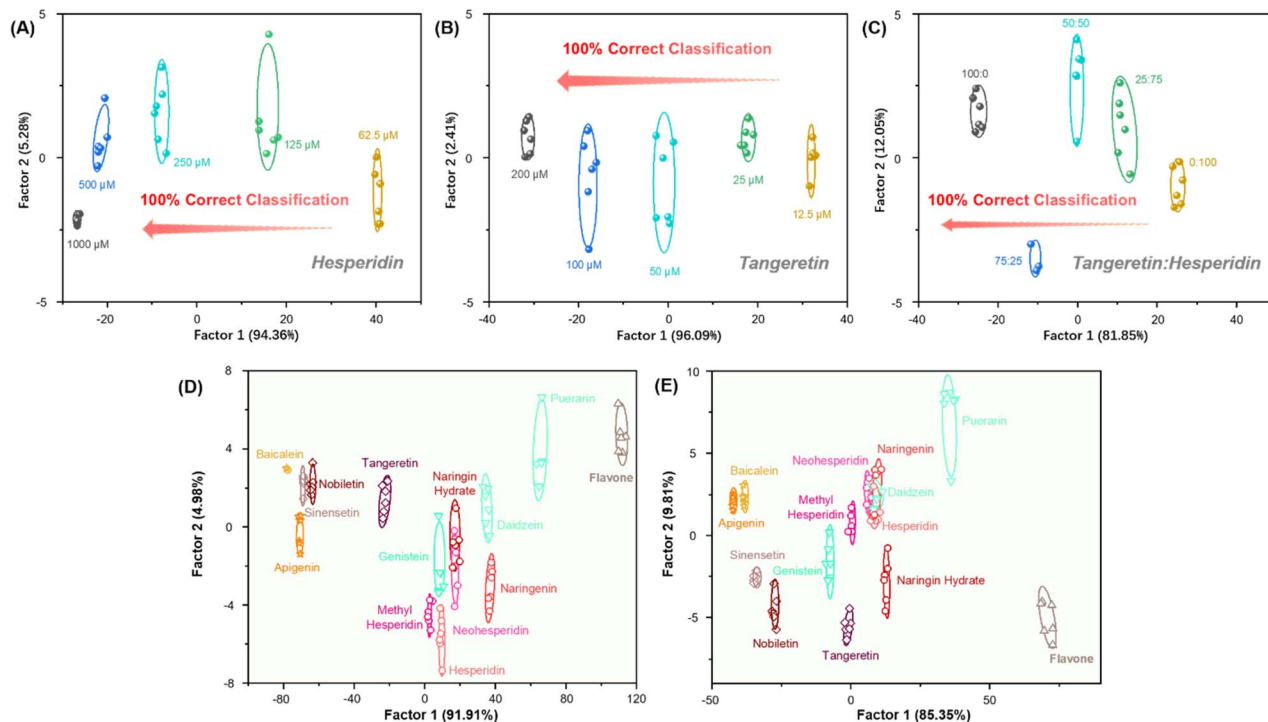 (A)
5
0
-5
Factor 2 (5.28%)
500 μM
250 μM
125 μM
62.5 μM
1000 μM
100% Correct Classification
Hesperidin
-20
0
20
40
Factor 1 (94.36%)
(B)
5
0
-5
Factor 2 (2.41%)
100% Correct Classification
200 μM
100 μM
50 μM
25 μM
12.5 μM
Tangeretin
-40
-20
0
20
40
Factor 1 (96.09%)
(C)
5
0
-5
Factor 2 (12.05%)
100:0
50:50
25:75
0:100
100% Correct Classification
75:25
Tangeretin:Hesperidin
-40
-20
0
20
40
Factor 1 (81.85%)
(D)
8
4
0
-4
-8
Factor 2 (4.98%)
Puerarin
Baicalein
Nobiletin
Tangeretin
Naringin
Hydrate
Flavone
Sinensetin
Daidzein
Apigenin
Genistein
Naringenin
Methyl
Hesperidin
Neohesperidin
Hesperidin
-80
-40
0
40
80
120
Factor 1 (91.91%)
(E)
10
5
0
-5
Factor 2 (9.81%)
Puerarin
Naringenin
Neohesperidin
Baicalein
Daidzein
Methyl
Hesperidin
Apigenin
Hesperidin
Sinensetin
Genistein
Naringin Hydrate
Nobiletin
Tangeretin
Flavone
-50
0
50
Factor 1 (85.35%)